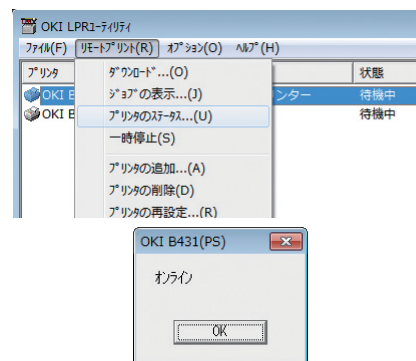 OKI LPRﾕｰﾃｨﾘﾃｨ
ﾌｧｲﾙ(F) ﾘﾓｰﾄﾌﾟﾘﾝﾄ(R) ｵﾌﾟｼｮﾝ(O) ﾍﾙﾌﾟ(H)
ﾌﾟﾘﾝﾀ 状態
ﾀﾞｳﾝﾛｰﾄﾞ...(O)
OKI ンター 待機中
ｼﾞｮﾌﾞの表示...(J)
OKI 待機中
ﾌﾟﾘﾝﾀのｽﾃｰﾀｽ...(U)
一時停止(S)
ﾌﾟﾘﾝﾀの追加...(A)
ﾌﾟﾘﾝﾀの削除(D)
ﾌﾟﾘﾝﾀの再設定...(R)
OKI B431(PS)
ｵﾝﾗｲﾝ
OK